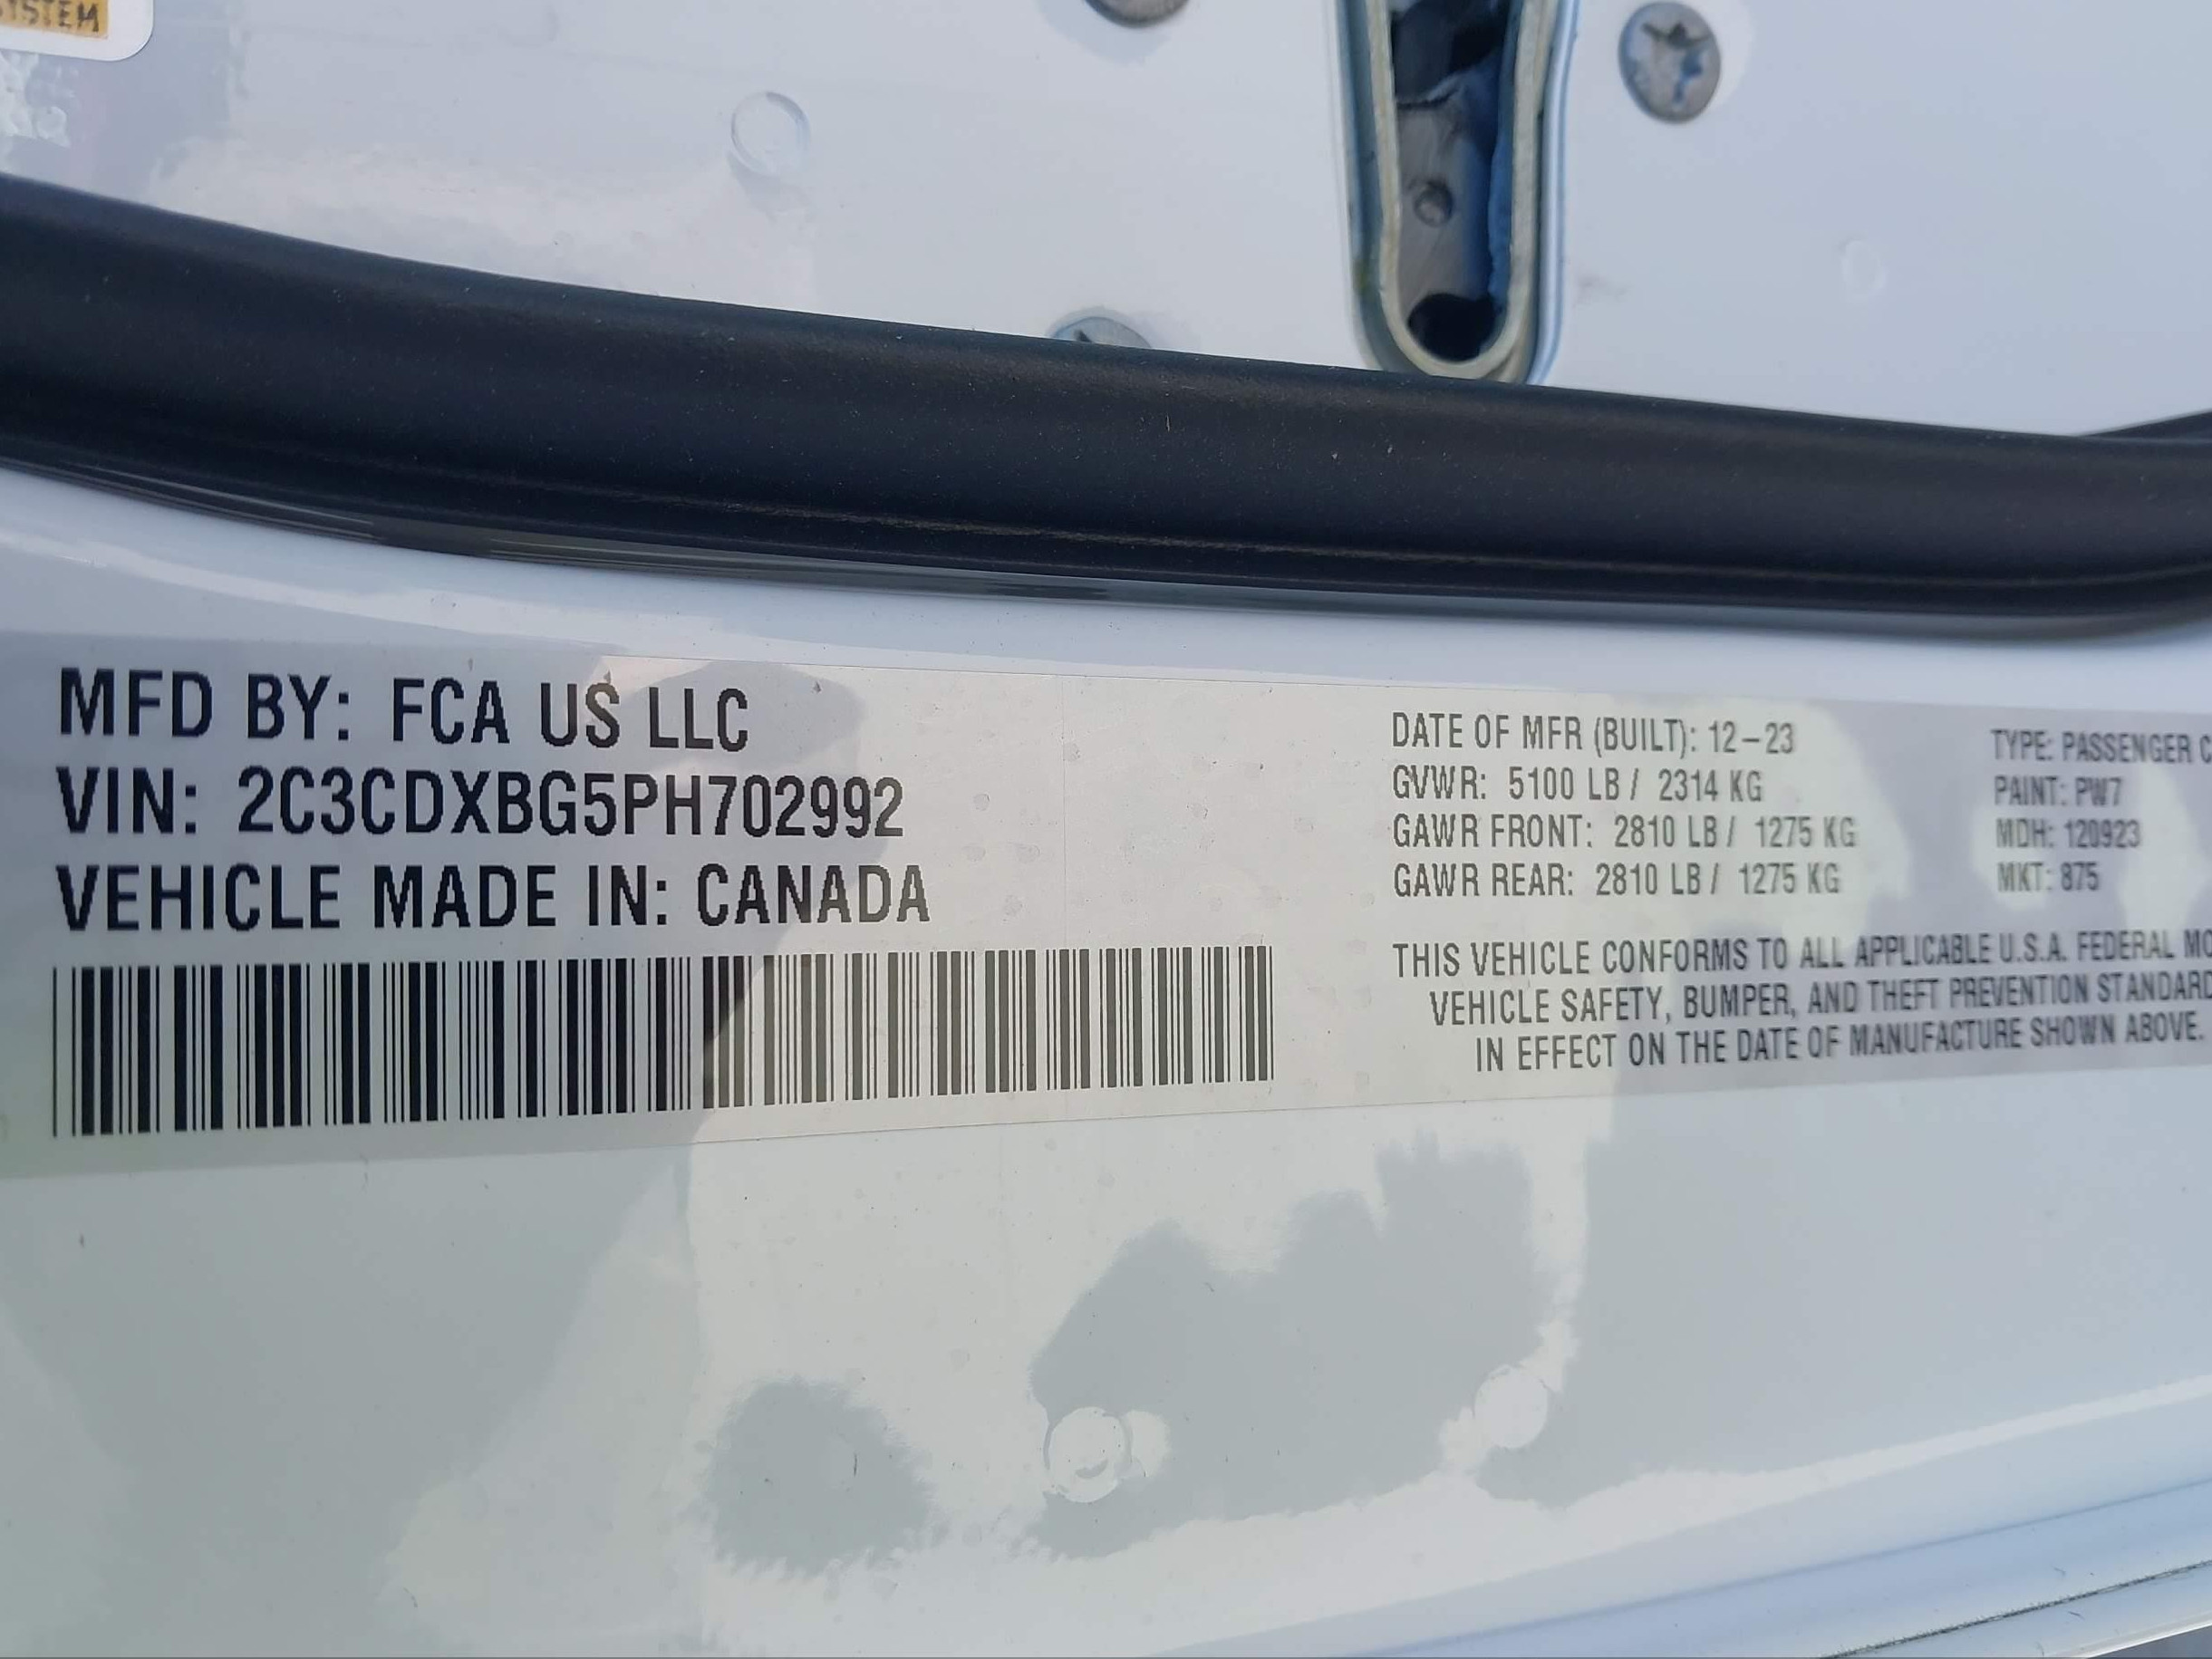 SYSTEM
MFD BY: FCA US LLC
VIN: 2C3CDXBG5PH702992
VEHICLE MADE IN: CANADA
DATE OF MFR (BUILT): 12-23
GVWR: 5100 LB / 2314 KG
GAWR FRONT: 2810 LB / 1275 KG
GAWR REAR: 2810 LB / 1275 KG
TYPE: PASSENGER C
PAINT: PW7
MDH: 120923
MKT: 875
THIS VEHICLE CONFORMS TO ALL APPLICABLE U.S.A. FEDERAL MO
VEHICLE SAFETY, BUMPER, AND THEFT PREVENTION STANDARD
IN EFFECT ON THE DATE OF MANUFACTURE SHOWN ABOVE.